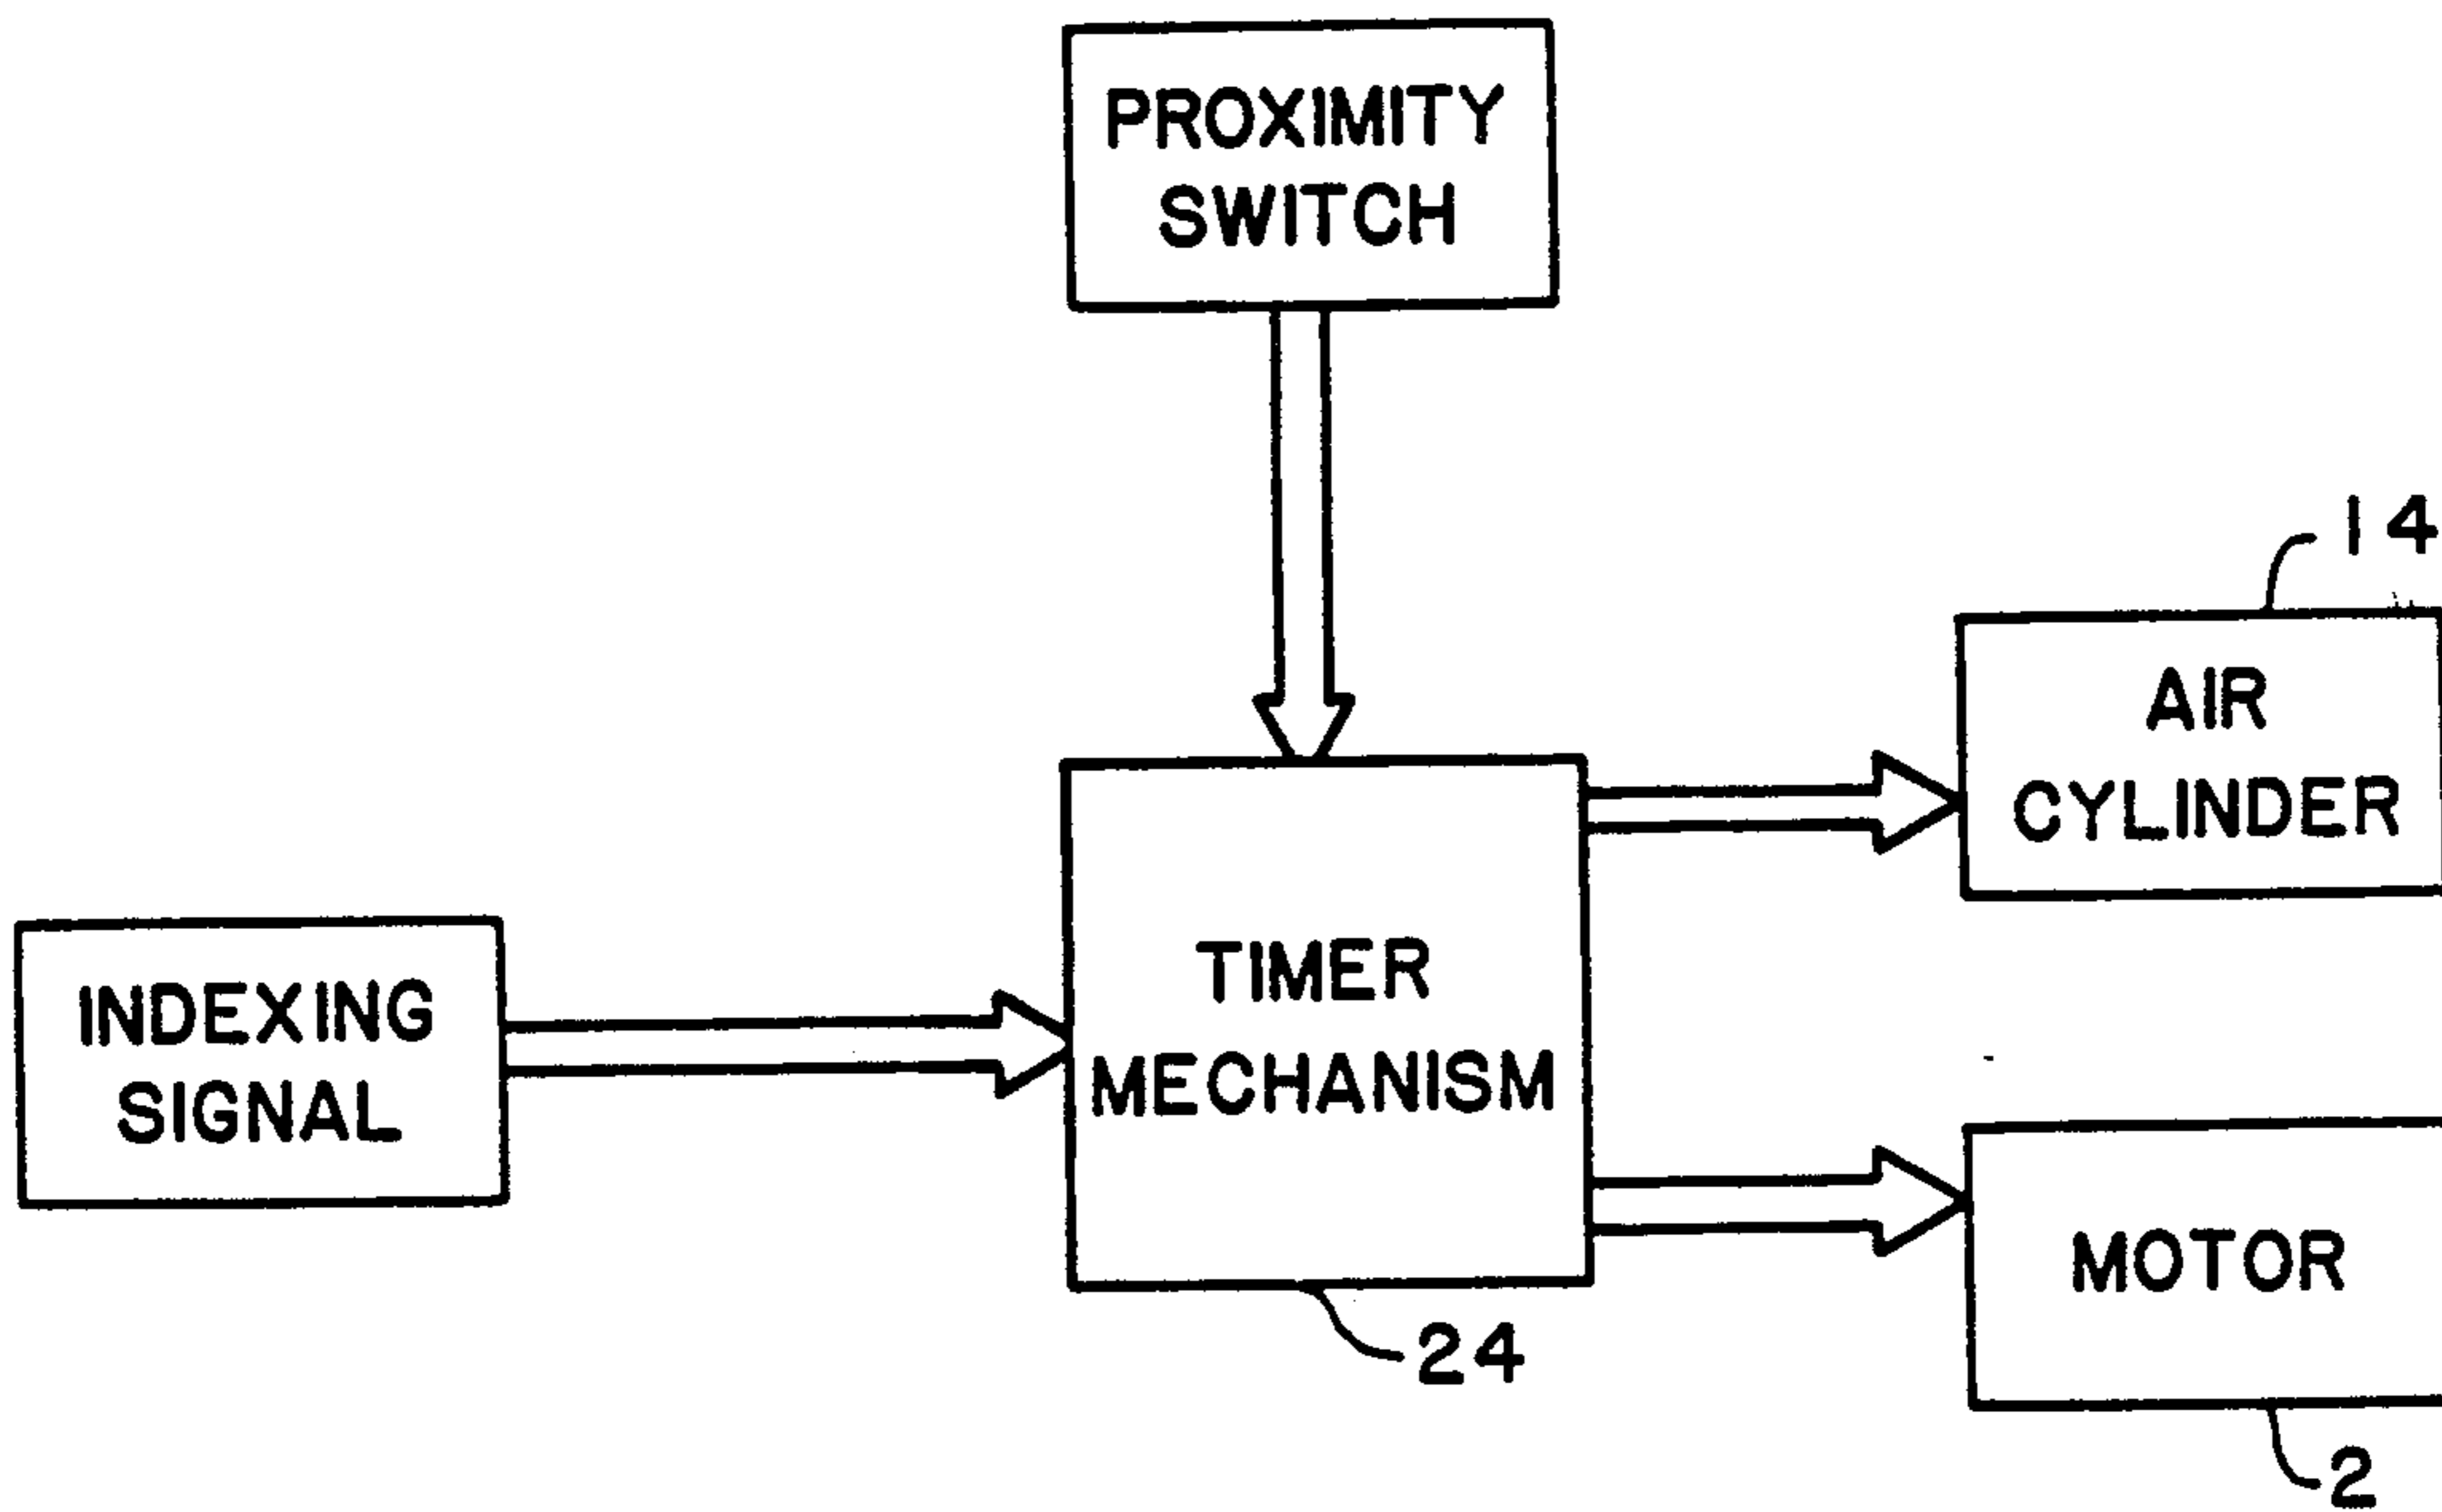 PROXIMITY
SWITCH
14
AIR
CYLINDER
INDEXING
SIGNAL
TIMER
MECHANISM
24
MOTOR
2